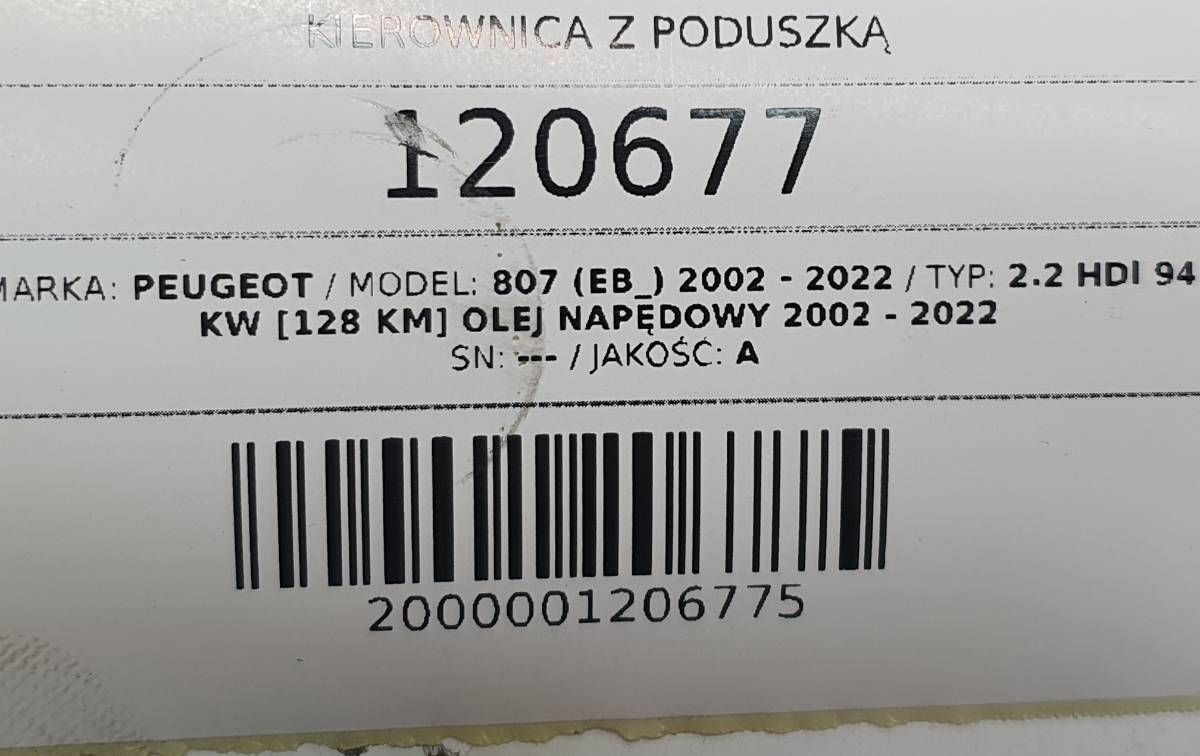 KIEROWNICA Z PODUSZKĄ
120677
MARKA: PEUGEOT / MODEL: 807 (EB_) 2002 - 2022 / TYP: 2.2 HDI 94
KW [128 KM] OLEJ NAPĘDOWY 2002 - 2022
SN: --- / JAKOŚĆ: A
2000001206775